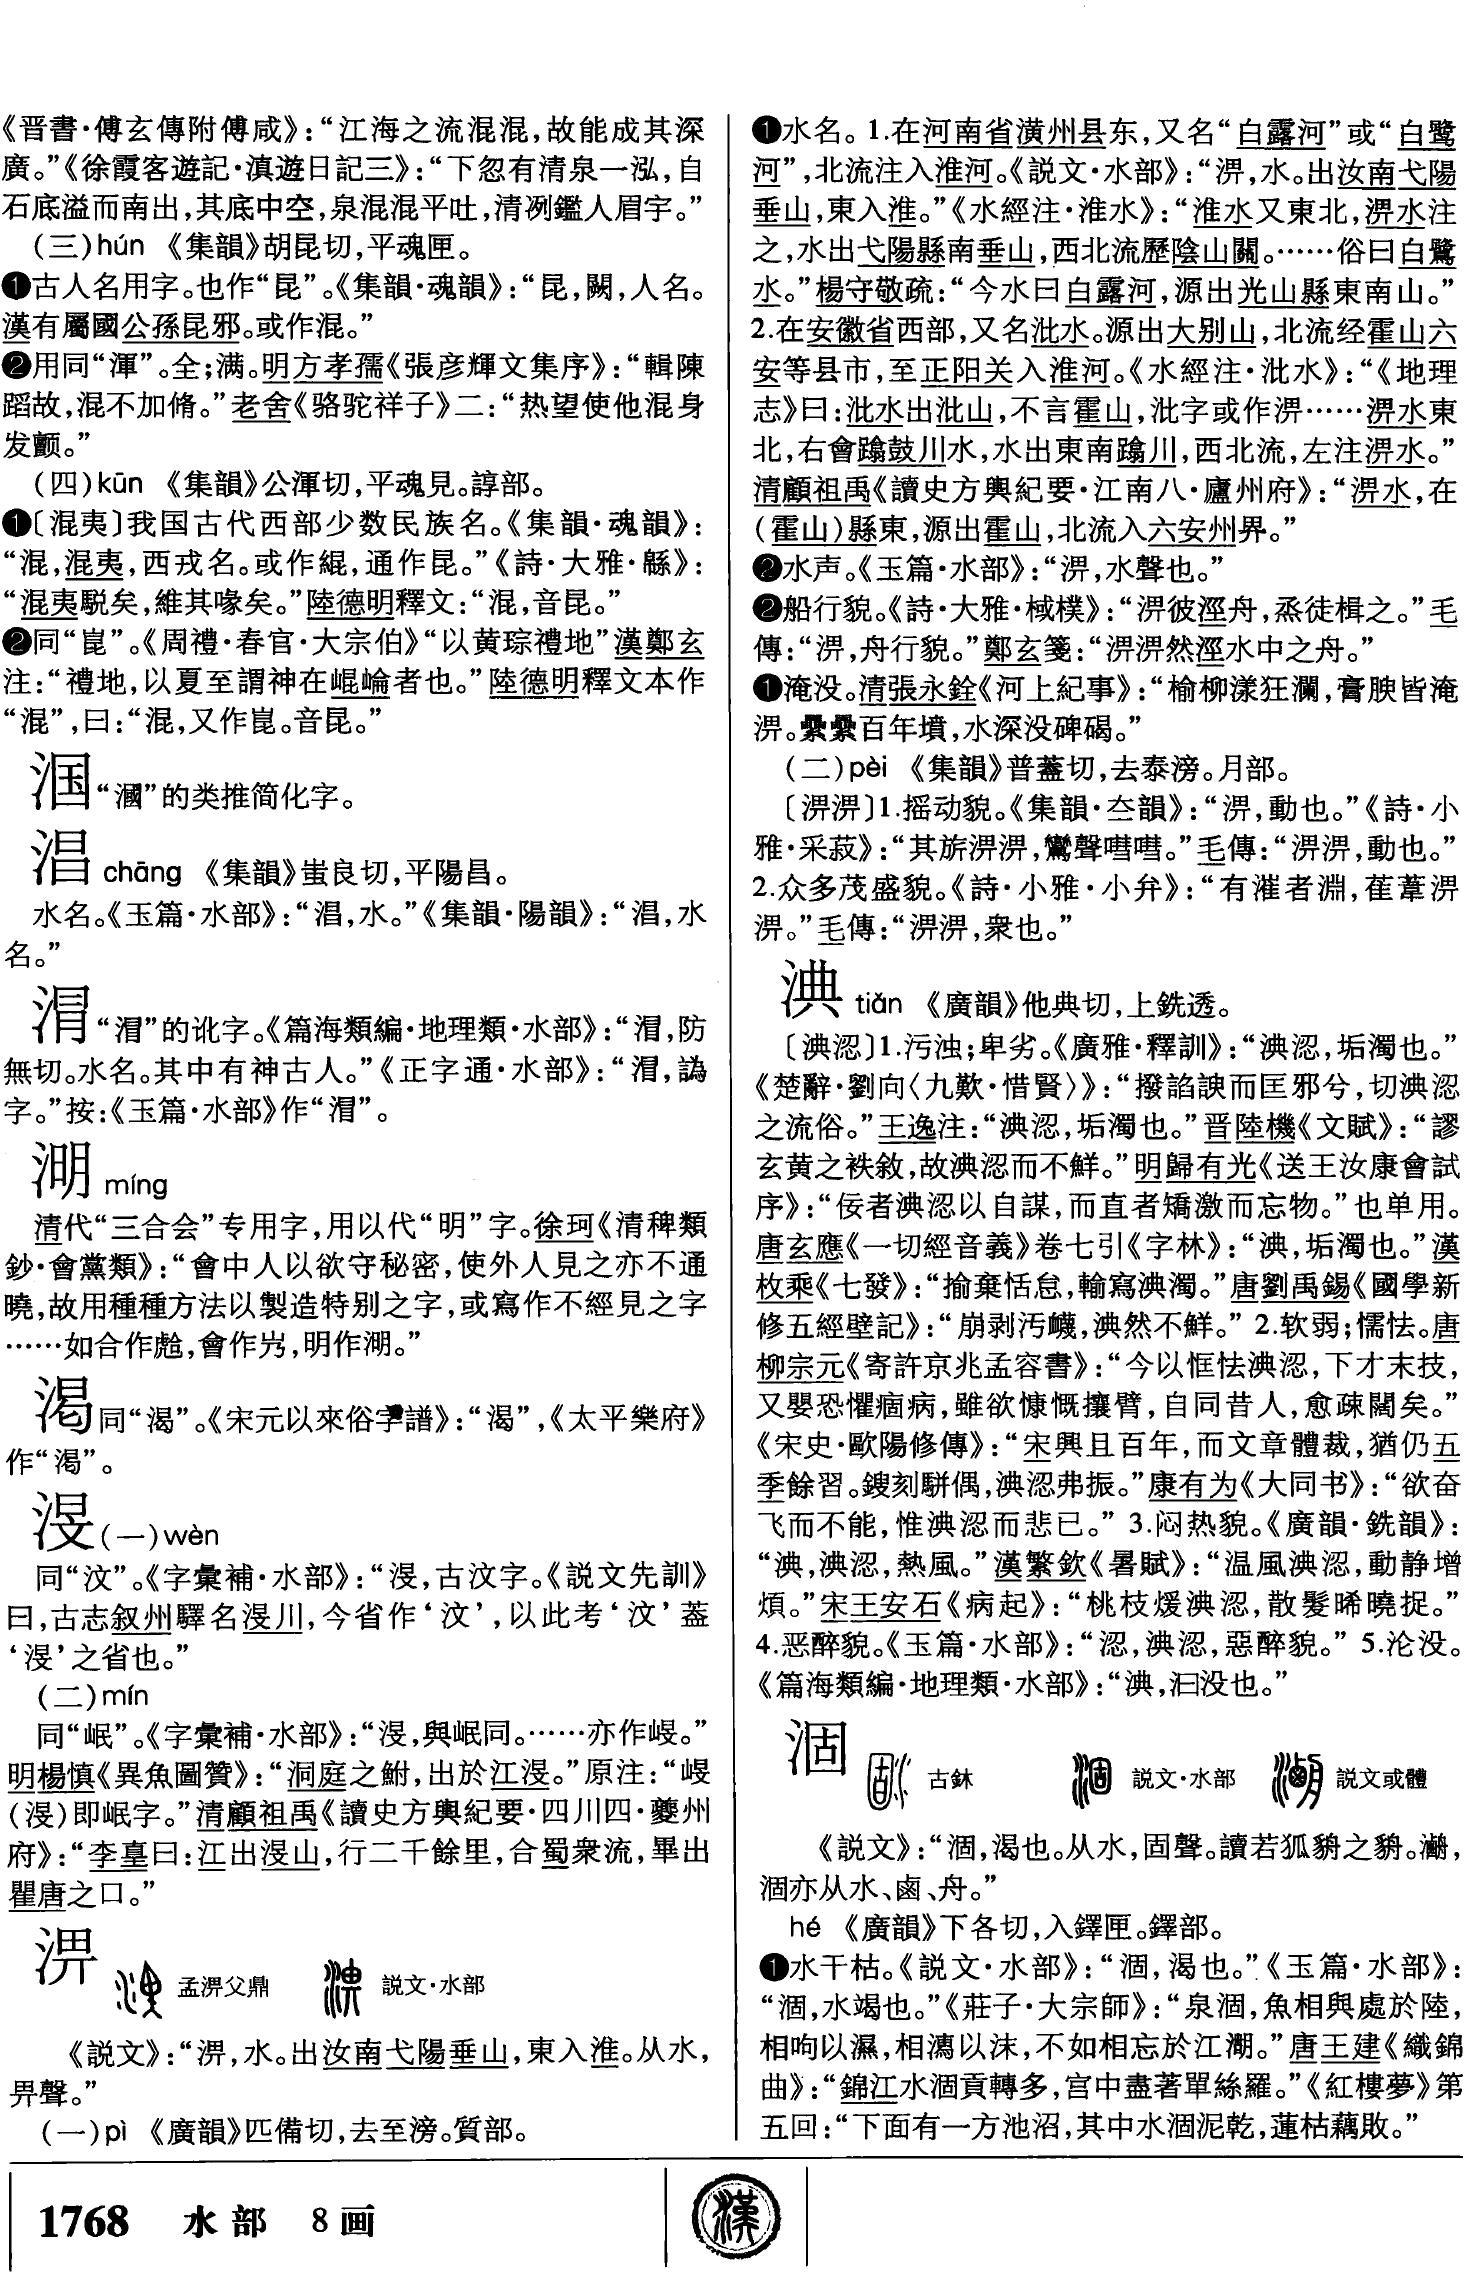 《晋書·傅玄傳附傅咸》：“江海之流混混，故能成其深
廣。”《徐霞客遊記·滇遊日記三》：“下忽有清泉一泓，自
石底溢而南出，其底中空，泉混混平吐，清冽鑑人眉宇。”
(三)hún 《集韻》胡昆切，平魂匣。
❶古人名用字。也作“昆”。《集韻·魂韻》：“昆，闕，人名。
漢有屬國公孫昆邪。或作混。”
❷用同“渾”。全；满。明方孝孺《張彦輝文集序》：“輯陳
蹈故，混不加脩。”老舍《骆驼祥子》二：“热望使他混身
发颤。”
(四)kūn 《集韻》公渾切，平魂見。諄部。
❶〔混夷〕我国古代西部少数民族名。《集韻·魂韻》：
“混，混夷，西戎名。或作緄，通作昆。”《詩·大雅·緜》：
“混夷駾矣，維其喙矣。”陸德明釋文：“混，音昆。”
❷同“崑”。《周禮·春官·大宗伯》“以黄琮禮地”漢鄭玄
注：“禮地，以夏至謂神在崐崘者也。”陸德明釋文本作
“混”，曰：“混，又作崑。音昆。”
“漍”的类推简化字。
淐 chāng 《集韻》蚩良切，平陽昌。
水名。《玉篇·水部》：“淐，水。”《集韻·陽韻》：“淐，水
名。”
“”的讹字。《篇海類編·地理類·水部》：“，防
無切。水名。其中有神古人。”《正字通·水部》：“，譌
字。”按：《玉篇·水部》作“”。
míng
清代“三合会”专用字，用以代“明”字。徐珂《清稗類
鈔·會黨類》：“會中人以欲守秘密，使外人見之亦不通
曉，故用種種方法以製造特别之字，或寫作不經見之字
……如合作，會作，明作。”
渇同“渴”。《宋元以來俗字譜》：“渴”，《太平樂府》
作“渇”。
(一)wèn
同“汶”。《字彙補·水部》：“，古汶字。《説文先訓》
曰，古志叙州驛名川，今省作‘汶’，以此考‘汶’葢
‘’之省也。”
(二)mín
同“岷”。《字彙補·水部》：“，與岷同。……亦作。”
明楊慎《異魚圖贊》：“洞庭之鮒，出於江。”原注：“
()即岷字。”清顧祖禹《讀史方輿紀要·四川四·夔州
府》：“李皇曰：江出山，行二千餘里，合蜀衆流，畢出
瞿唐之口。”
淠 孟淠父鼎 説文·水部
《説文》：“淠，水。出汝南弋陽垂山，東入淮。从水，
畀聲。”
(一)pì 《廣韻》匹備切，去至滂。質部。
❶水名。1.在河南省潢州县东，又名“白露河”或“白鹭
河”，北流注入淮河。《説文·水部》：“淠，水。出汝南弋陽
垂山，東入淮。”《水經注·淮水》：“淮水又東北，淠水注
之，水出弋陽縣南垂山，西北流歷陰山關。……俗曰白鷺
水。”楊守敬疏：“今水曰白露河，源出光山縣東南山。”
2.在安徽省西部，又名沘水。源出大别山，北流经霍山六
安等县市，至正阳关入淮河。《水經注·沘水》：“《地理
志》曰：沘水出沘山，不言霍山，沘字或作淠……淠水東
北，右會蹹鼓川水，水出東南蹹川，西北流，左注淠水。”
清顧祖禹《讀史方輿紀要·江南八·廬州府》：“淠水，在
(霍山)縣東，源出霍山，北流入六安州界。”
❷水声。《玉篇·水部》：“淠，水聲也。”
❷船行貌。《詩·大雅·棫樸》：“淠彼涇舟，烝徒楫之。”毛
傳：“淠，舟行貌。”鄭玄箋：“淠淠然涇水中之舟。”
❶淹没。清張永銓《河上紀事》：“榆柳漾狂瀾，膏腴皆淹
淠。纍纍百年墳，水深没碑碣。”
(二)pèi 《集韻》普蓋切，去泰滂。月部。
〔淠淠〕1.摇动貌。《集韻·夳韻》：“淠，動也。”《詩·小
雅·采菽》：“其旂淠淠，鸞聲嘒嘒。”毛傳：“淠淠，動也。”
2.众多茂盛貌。《詩·小雅·小弁》：“有漼者淵，萑葦淠
淠。”毛傳：“淠淠，衆也。”
淟 tiǎn 《廣韻》他典切，上銑透。
〔淟涊〕1.污浊；卑劣。《廣雅·釋訓》：“淟涊，垢濁也。”
《楚辭·劉向〈九歎·惜賢〉》：“撥諂諛而匡邪兮，切淟涊
之流俗。”王逸注：“淟涊，垢濁也。”晋陸機《文賦》：“謬
玄黄之袟敘，故淟涊而不鮮。”明歸有光《送王汝康會試
序》：“佞者淟涊以自謀，而直者矯激而忘物。”也单用。
唐玄應《一切經音義》卷七引《字林》：“淟，垢濁也。”漢
枚乘《七發》：“揄棄恬怠，輸寫淟濁。”唐劉禹錫《國學新
修五經壁記》：“崩剥汚衊，淟然不鮮。”2.软弱；懦怯。唐
柳宗元《寄許京兆孟容書》：“今以恇怯淟涊，下才末技，
又嬰恐懼痼病，雖欲慷慨攘臂，自同昔人，愈疎闊矣。”
《宋史·歐陽修傳》：“宋興且百年，而文章體裁，猶仍五
季餘習。鎪刻駢偶，淟涊弗振。”康有为《大同书》：“欲奋
飞而不能，惟淟涊而悲已。”3.闷热貌。《廣韻·銑韻》：
“淟，淟涊，熱風。”漢繁欽《暑賦》：“温風淟涊，動静增
煩。”宋王安石《病起》：“桃枝煖淟涊，散髮晞曉捉。”
4.恶醉貌。《玉篇·水部》：“涊，淟涊，惡醉貌。”5.沦没。
《篇海類編·地理類·水部》：“淟，汩没也。”
涸 古鉥 説文·水部 説文或體
《説文》：“涸，渴也。从水，固聲。讀若狐貈之貈。，
涸亦从水、鹵、舟。”
hé 《廣韻》下各切，入鐸匣。鐸部。
❶水干枯。《説文·水部》：“涸，渴也。”《玉篇·水部》：
“涸，水竭也。”《莊子·大宗師》：“泉涸，魚相與處於陸，
相呴以濕，相濡以沫，不如相忘於江湖。”唐王建《織錦
曲》：“錦江水涸貢轉多，宫中盡著單絲羅。”《紅樓夢》第
五回：“下面有一方池沼，其中水涸泥乾，蓮枯藕敗。”
1768 水部 8画
漢